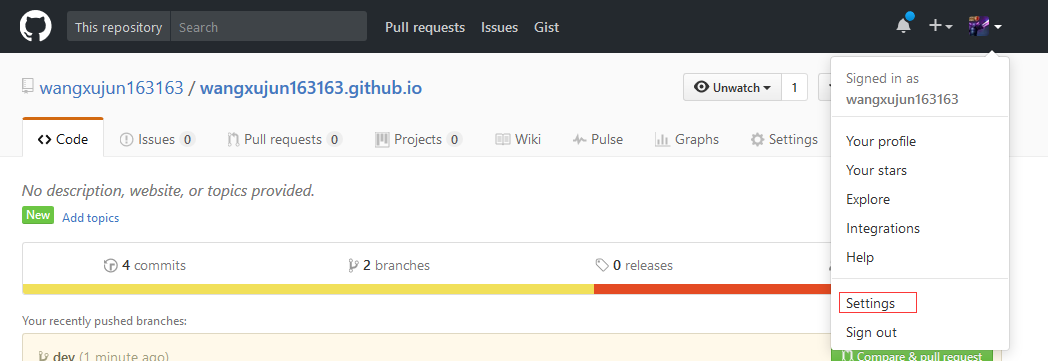 This repository Search Pull requests Issues Gist
Signed in as
wangxujun163163
wangxujun163163 / wangxujun163163.github.io Unwatch 1
Code Issues 0 Pull requests 0 Projects 0 Wiki Pulse Graphs Settings
Your profile
Your stars
Explore
Integrations
Help
Settings
Sign out
No description, website, or topics provided.
New Add topics
4 commits 2 branches 0 releases
Your recently pushed branches:
dev (1 minute ago) Compare & pull request